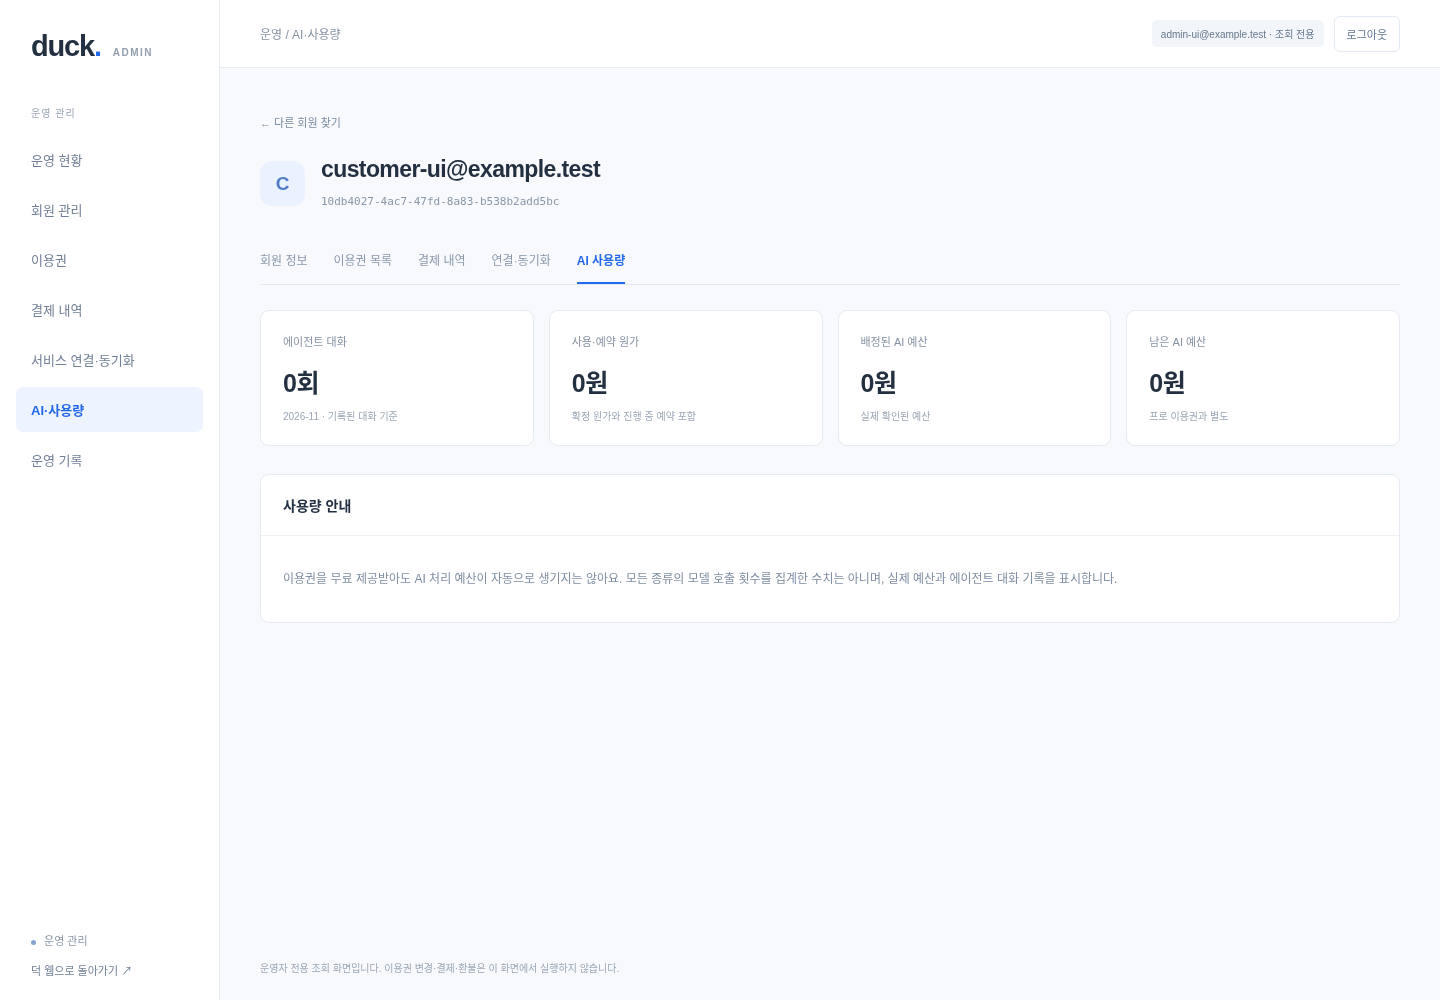 duck. ADMIN
운영 관리
운영 현황
회원 관리
이용권
결제 내역
서비스 연결·동기화
AI·사용량
운영 기록
운영 관리
덕 웹으로 돌아가기 ↗
운영 / AI·사용량
admin-ui@example.test · 조회 전용
로그아웃
← 다른 회원 찾기
C
customer-ui@example.test
10db4027-4ac7-47fd-8a83-b538b2add5bc
회원 정보 이용권 목록 결제 내역 연결·동기화 AI 사용량
에이전트 대화
0회
2026-11 · 기록된 대화 기준
사용·예약 원가
0원
확정 원가와 진행 중 예약 포함
배정된 AI 예산
0원
실제 확인된 예산
남은 AI 예산
0원
프로 이용권과 별도
사용량 안내
이용권을 무료 제공받아도 AI 처리 예산이 자동으로 생기지는 않아요. 모든 종류의 모델 호출 횟수를 집계한 수치는 아니며, 실제 예산과 에이전트 대화 기록을 표시합니다.
운영자 전용 조회 화면입니다. 이용권 변경·결제·환불은 이 화면에서 실행하지 않습니다.